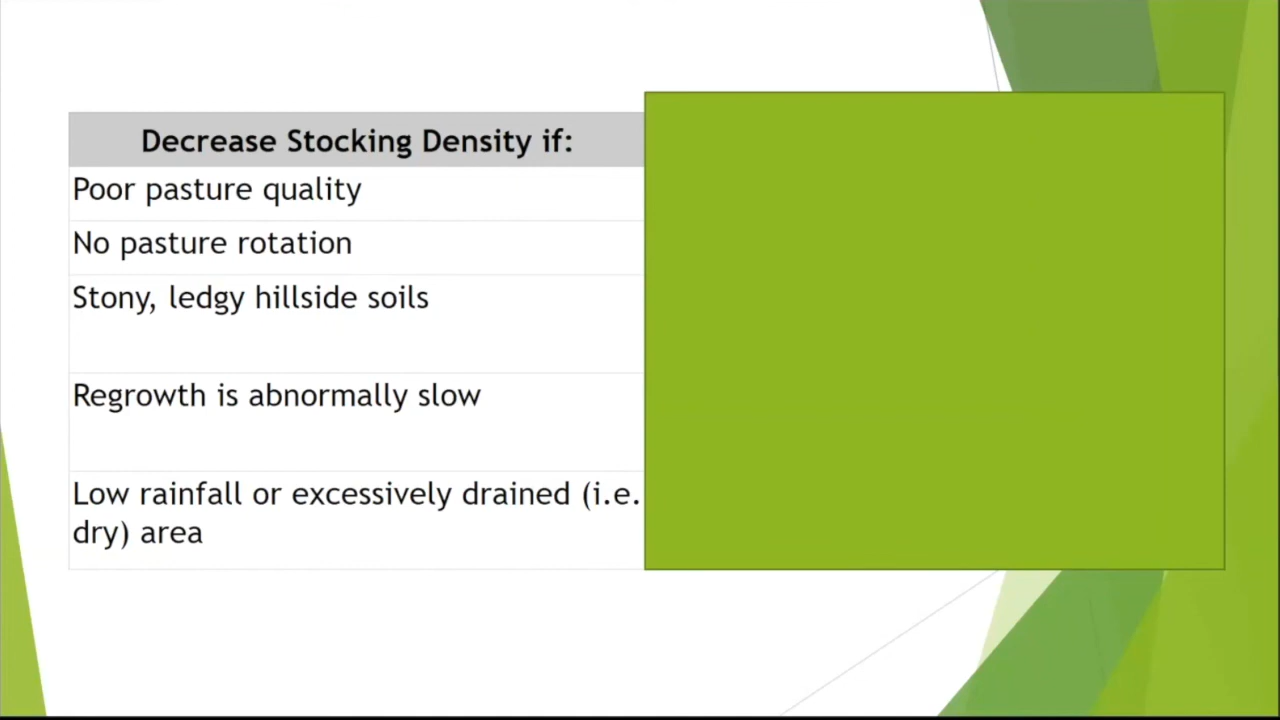 Decrease Stocking Density if:
Poor pasture quality
No pasture rotation
Stony, ledgy hillside soils
Regrowth is abnormally slow
Low rainfall or excessively drained (i.e.
dry) area